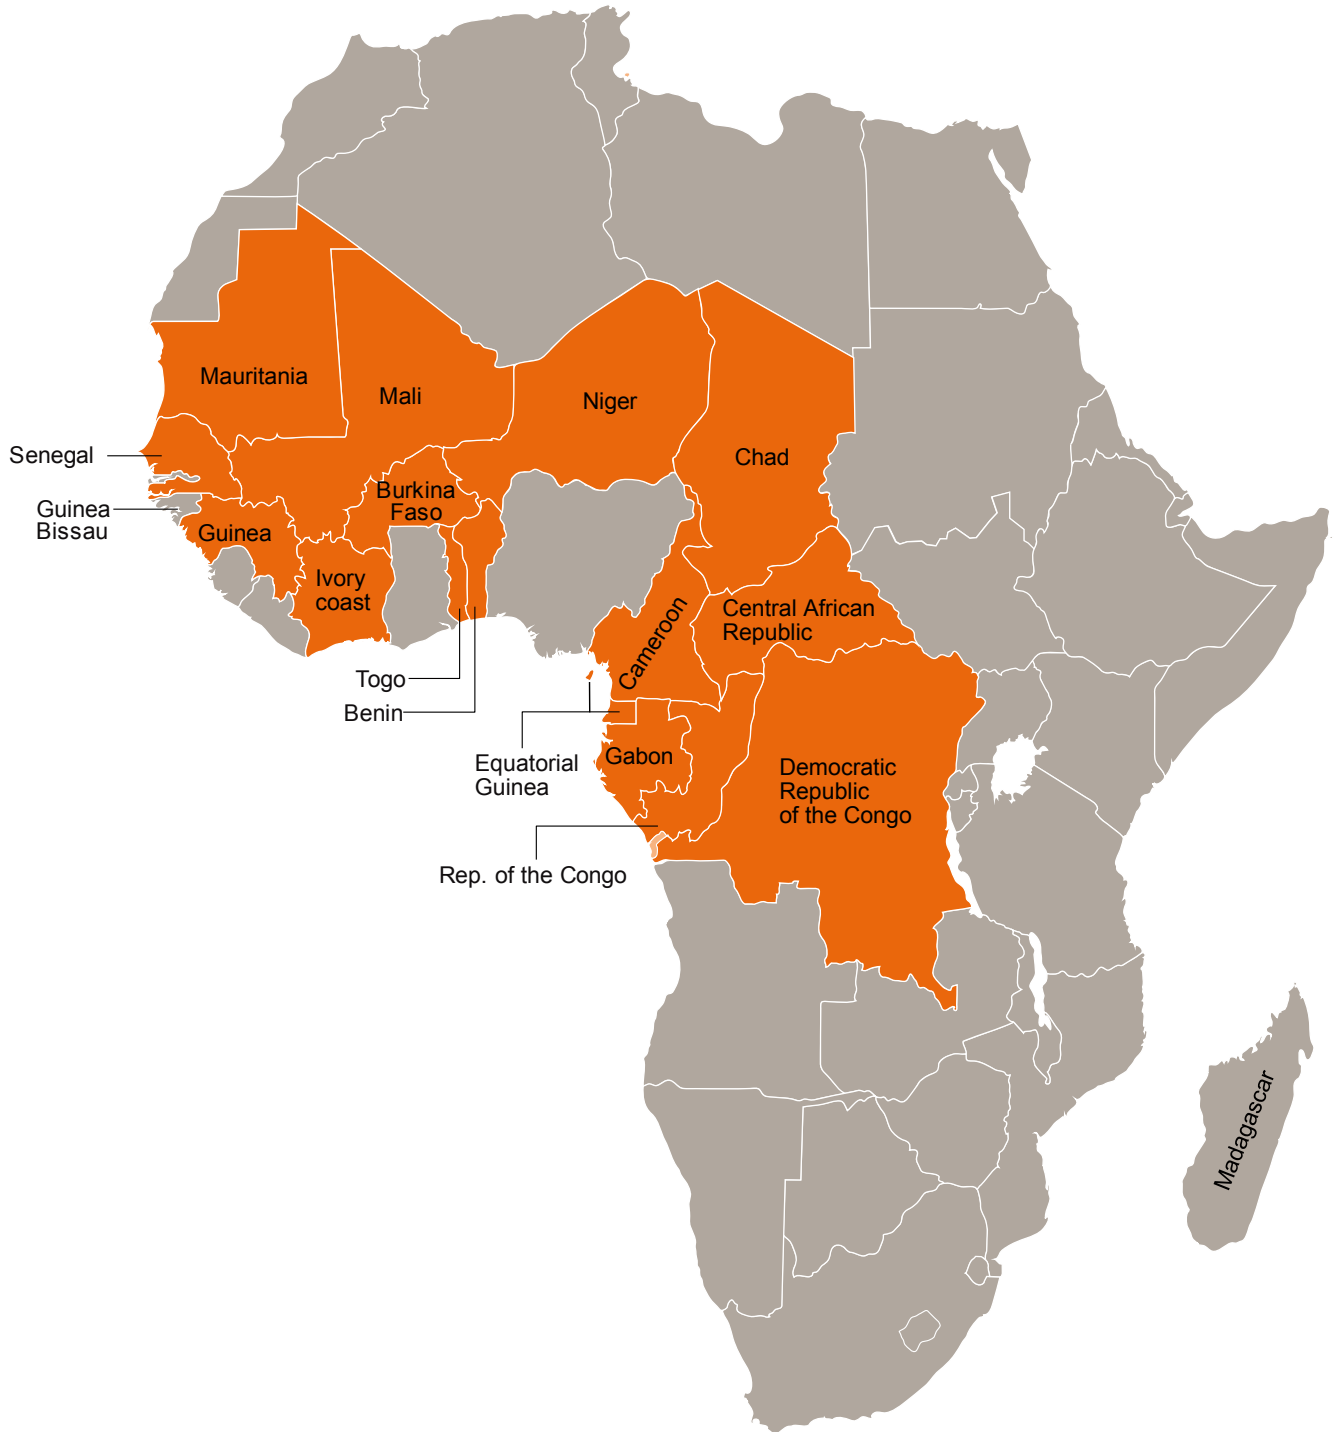 Mauritania
Mali
Niger
Chad
Senegal
Burkina
Faso
Guinea
Bissau
Guinea
Ivory
coast
Central African
Republic
Cameroon
Togo
Benin
Equatorial
Guinea
Gabon
Democratic
Republic
of the Congo
Rep. of the Congo
Madagascar